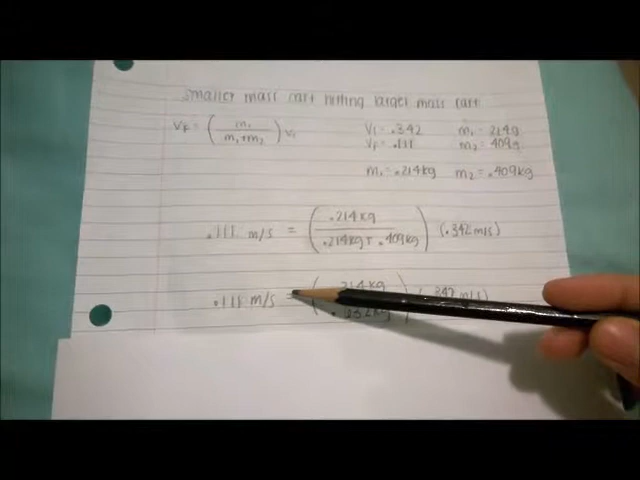 Smaller mass cart hitting larger mass cart
VF = (m₁ / m₁+m₂) Vi Vi = .342 m₁ = 214g
VF = .111 m₂ = 409g
m₁ = .214kg m₂ = .409kg
.111 m/s = (.214kg / .214kg + .409kg) (.342 m/s)
.111 m/s =